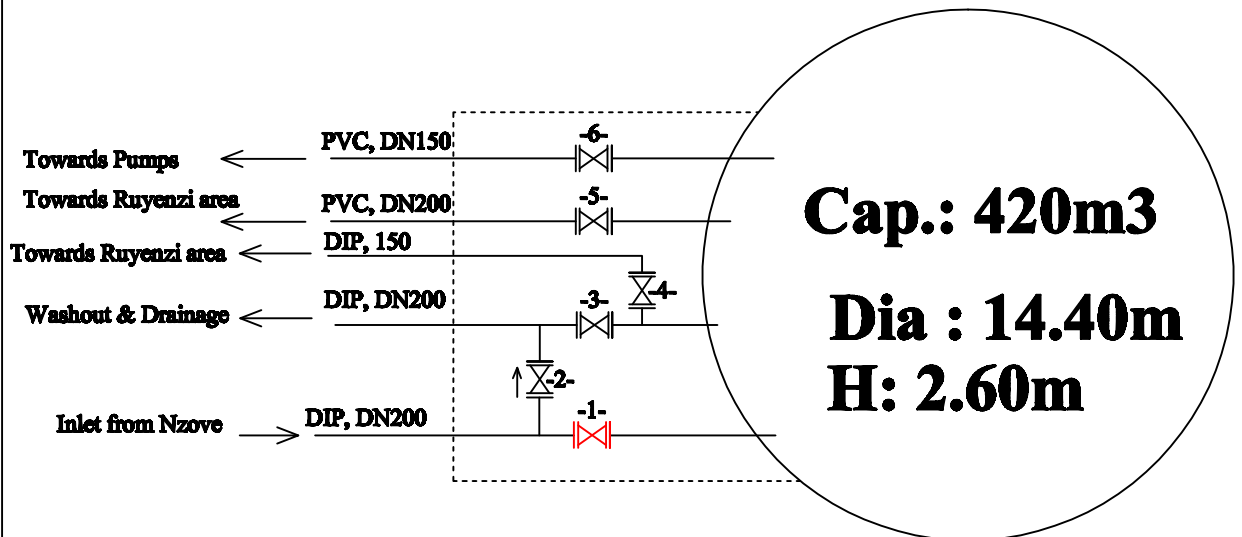 PVC, DN150
-6-
Towards Pumps
Towards Ruyenzi area
PVC, DN200
-5-
Cap.: 420m3
DIP, 150
Towards Ruyenzi area
-4-
DIP, DN200
-3-
Washout & Drainage
Dia : 14.40m
-2-
H: 2.60m
DIP, DN200
-1-
Inlet from Nzove